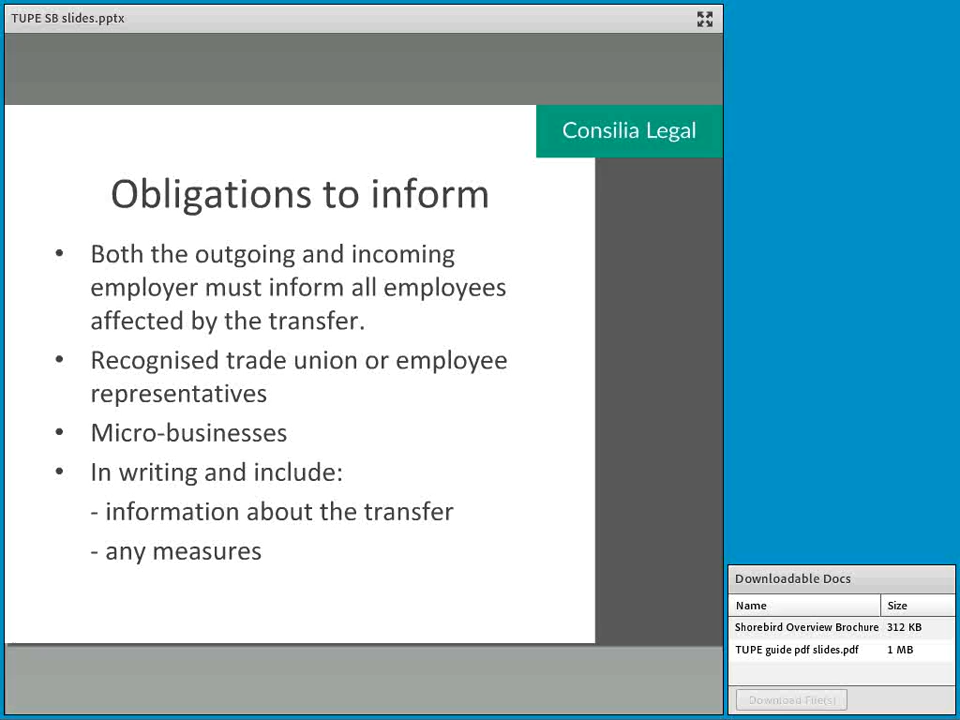 TUPE SB slides.pptx
Consilia Legal
Obligations to inform
• Both the outgoing and incoming
employer must inform all employees
affected by the transfer.
• Recognised trade union or employee
representatives
• Micro-businesses
• In writing and include:
- information about the transfer
- any measures
Downloadable Docs
Name Size
Shorebird Overview Brochure 312 KB
TUPE guide pdf slides.pdf 1 MB
Download File(s)